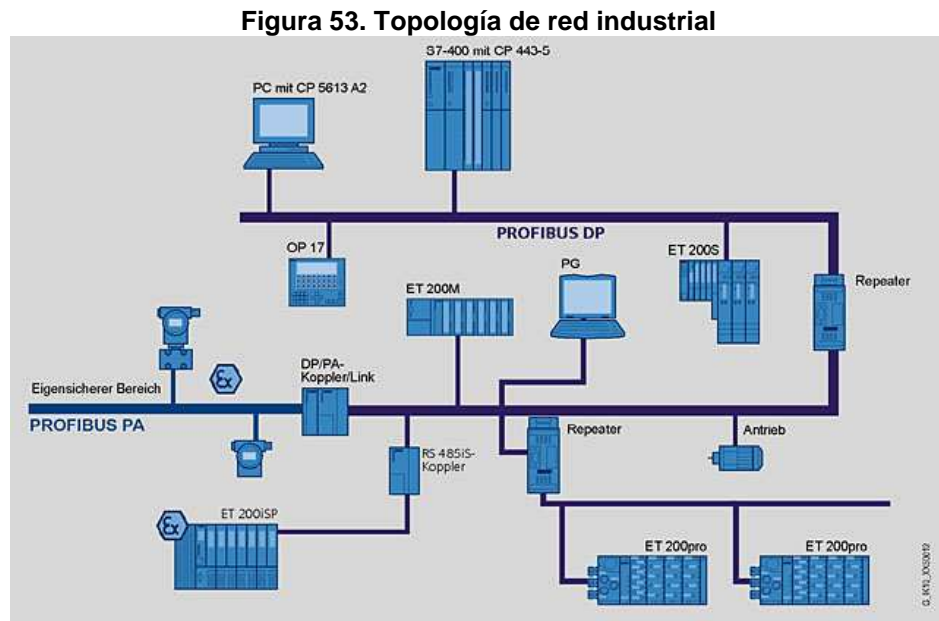 Figura 53. Topología de red industrial
S7-400 mit CP 443-5
PC mit CP 5613 A2
PROFIBUS DP
OP 17
ET 200S
PG
ET 200M
Repeater
DP/PA-
Koppler/Link
Eigensicherer Bereich
Ex
PROFIBUS PA
Repeater
Antrieb
RS 485iS-
Koppler
ET 200iSP
Ex
ET 200pro
ET 200pro